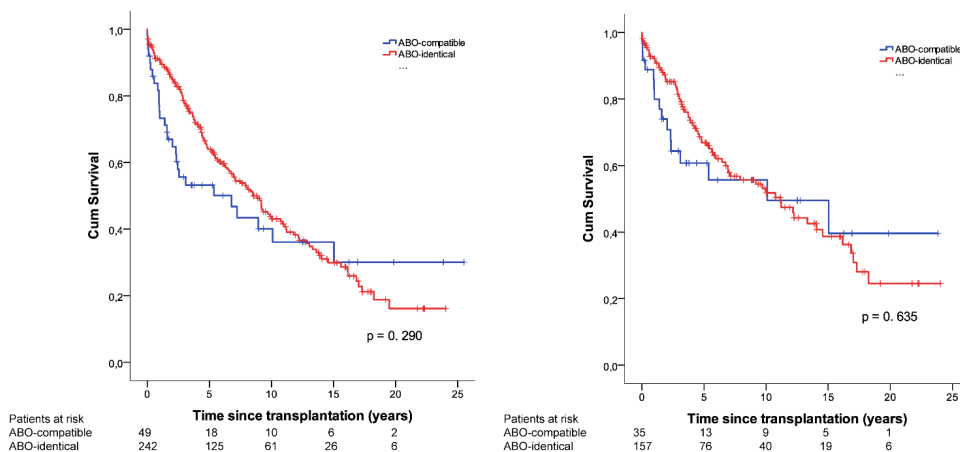 1,0
ABO-compatible
ABO-identical
...
0,8
0,6
Cum Survival
0,4
0,2
p = 0. 290
0,0
0 5 10 15 20 25
Time since transplantation (years)
Patients at risk
ABO-compatible 49 18 10 6 2
ABO-identical 242 125 61 26 6
1,0
ABO-compatible
ABO-identical
...
0,8
0,6
Cum Survival
0,4
0,2
p = 0. 635
0,0
0 5 10 15 20 25
Time since transplantation (years)
Patients at risk
ABO-compatible 35 13 9 5 1
ABO-identical 157 76 40 19 6